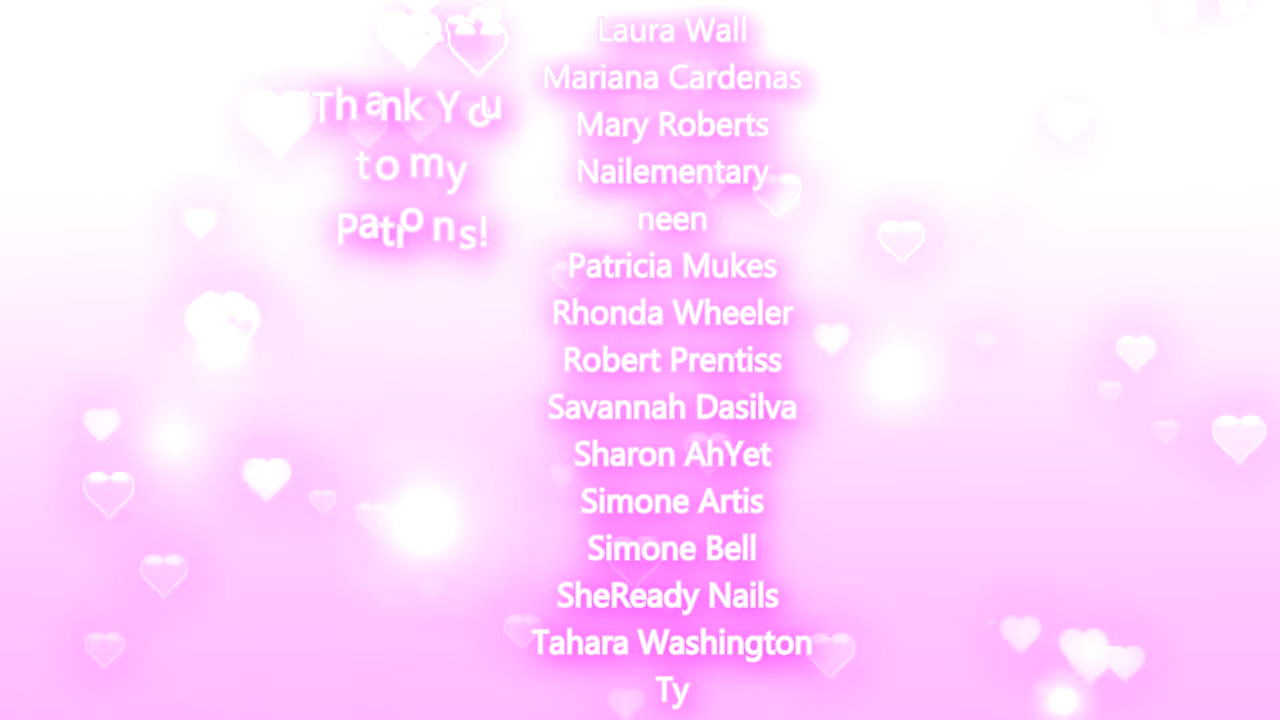 Thank You
to my
Patrons!
Laura Wall
Mariana Cardenas
Mary Roberts
Nailementary
neen
Patricia Mukes
Rhonda Wheeler
Robert Prentiss
Savannah Dasilva
Sharon AhYet
Simone Artis
Simone Bell
SheReady Nails
Tahara Washington
Ty